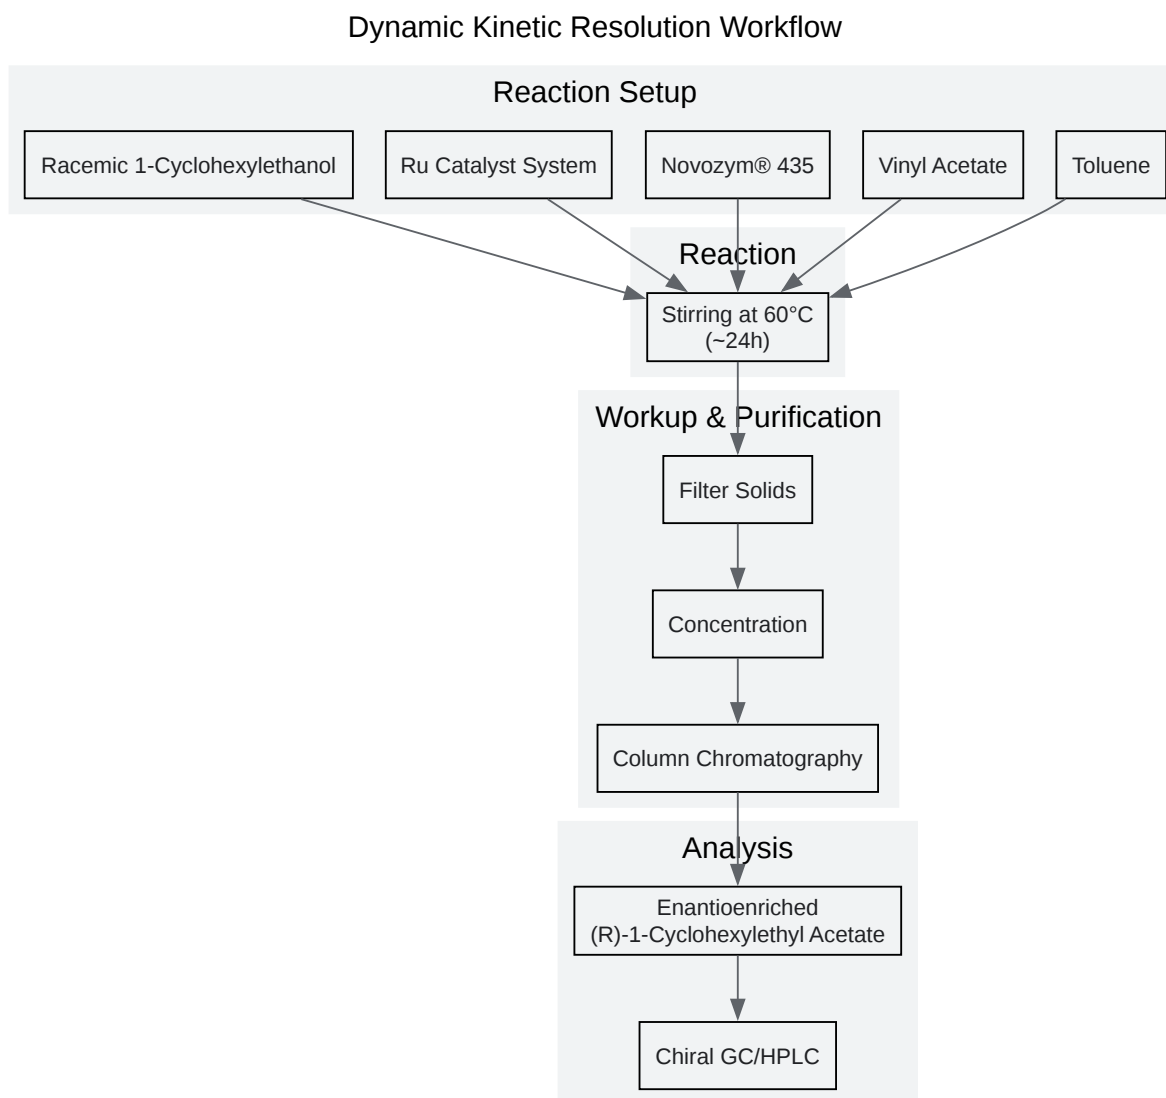 Dynamic Kinetic Resolution Workflow
Reaction Setup
Racemic 1-Cyclohexylethanol
Ru Catalyst System
Novozym® 435
Vinyl Acetate
Toluene
Reaction
Stirring at 60°C
(~24h)
Workup & Purification
Filter Solids
Concentration
Column Chromatography
Analysis
Enantioenriched
(R)-1-Cyclohexylethyl Acetate
Chiral GC/HPLC